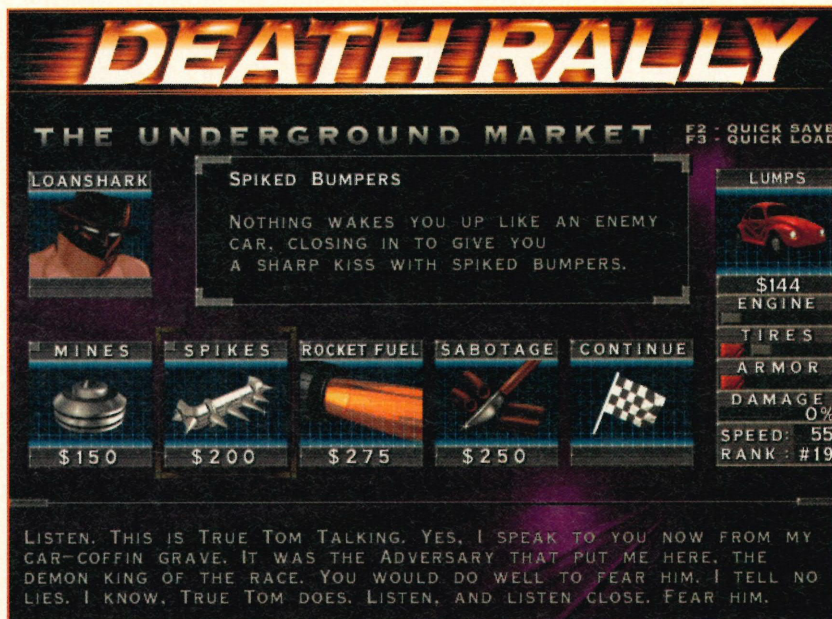 DEATH RALLY
THE UNDERGROUND MARKET
F2 - QUICK SAVE
F3 - QUICK LOAD
LOANSHARK
SPIKED BUMPERS
NOTHING WAKES YOU UP LIKE AN ENEMY
CAR, CLOSING IN TO GIVE YOU
A SHARP KISS WITH SPIKED BUMPERS.
LUMPS
$144
ENGINE
TIRES
ARMOR
DAMAGE
0%
SPEED: 55
RANK: #19
MINES
$150
SPIKES
$200
ROCKET FUEL
$275
SABOTAGE
$250
CONTINUE
LISTEN. THIS IS TRUE TOM TALKING. YES, I SPEAK TO YOU NOW FROM MY
CAR-COFFIN GRAVE. IT WAS THE ADVERSARY THAT PUT ME HERE, THE
DEMON KING OF THE RACE. YOU WOULD DO WELL TO FEAR HIM. I TELL NO
LIES. I KNOW, TRUE TOM DOES. LISTEN, AND LISTEN CLOSE. FEAR HIM.